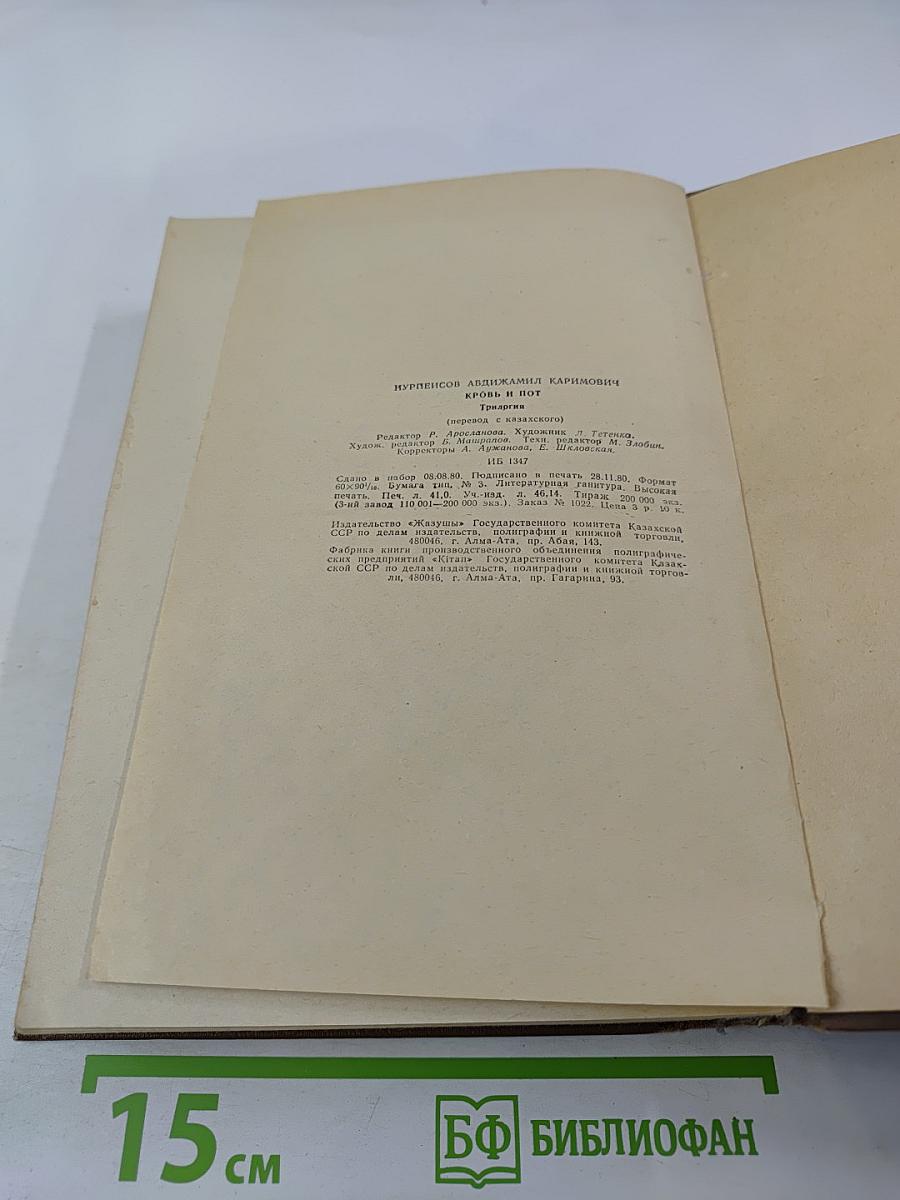 НУРПЕИСОВ АБДИЖАМИЛ КАРИМОВИЧ
КРОВЬ И ПОТ
Трилогия
(перевод с казахского)
Редактор Р. Аросланова. Художник Л. Тетенко.
Худож. редактор Б. Машрапов. Техн. редактор М. Злобин.
Корректоры А. Аужанова, Е. Шкловская.
ИБ 1347
Сдано в набор 08.08.80. Подписано в печать 28.11.80. Формат
60×90¹/₁₆. Бумага тип. № 3. Литературная ганитура. Высокая
печать. Печ. л. 41,0. Уч.-изд. л. 46,14. Тираж 200 000 экз.
(3-ий завод 110 001—200 000 экз.). Заказ № 1022. Цена 3 р. 10 к.
Издательство «Жазушы» Государственного комитета Казахской
ССР по делам издательств, полиграфии и книжной торговли,
480046, г. Алма-Ата, пр. Абая, 143.
Фабрика книги производственного объединения полиграфиче-
ских предприятий «Кітап» Государственного комитета Казах-
ской ССР по делам издательств, полиграфии и книжной торгов-
ли, 480046, г. Алма-Ата, пр. Гагарина, 93.
15 см
БФ БИБЛИОФАН